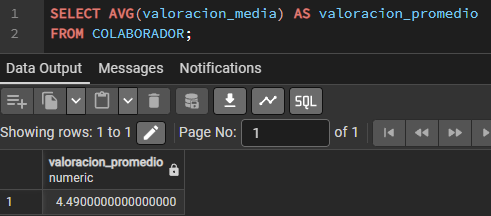 1 SELECT AVG(valoracion_media) AS valoracion_promedio
2 FROM COLABORADOR;
Data Output Messages Notifications
SQL
Showing rows: 1 to 1 Page No: 1 of 1
valoracion_promedio
numeric
1 4.4900000000000000